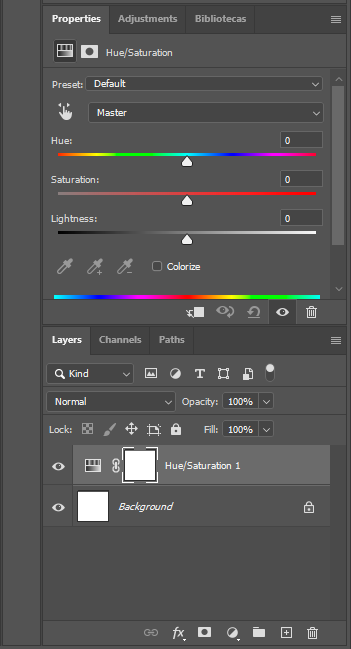 Properties Adjustments Bibliotecas
Hue/Saturation
Preset: Default
Master
Hue: 0
Saturation: 0
Lightness: 0
Colorize
Layers Channels Paths
Kind T
Normal Opacity: 100%
Lock: Fill: 100%
Hue/Saturation 1
Background
fx